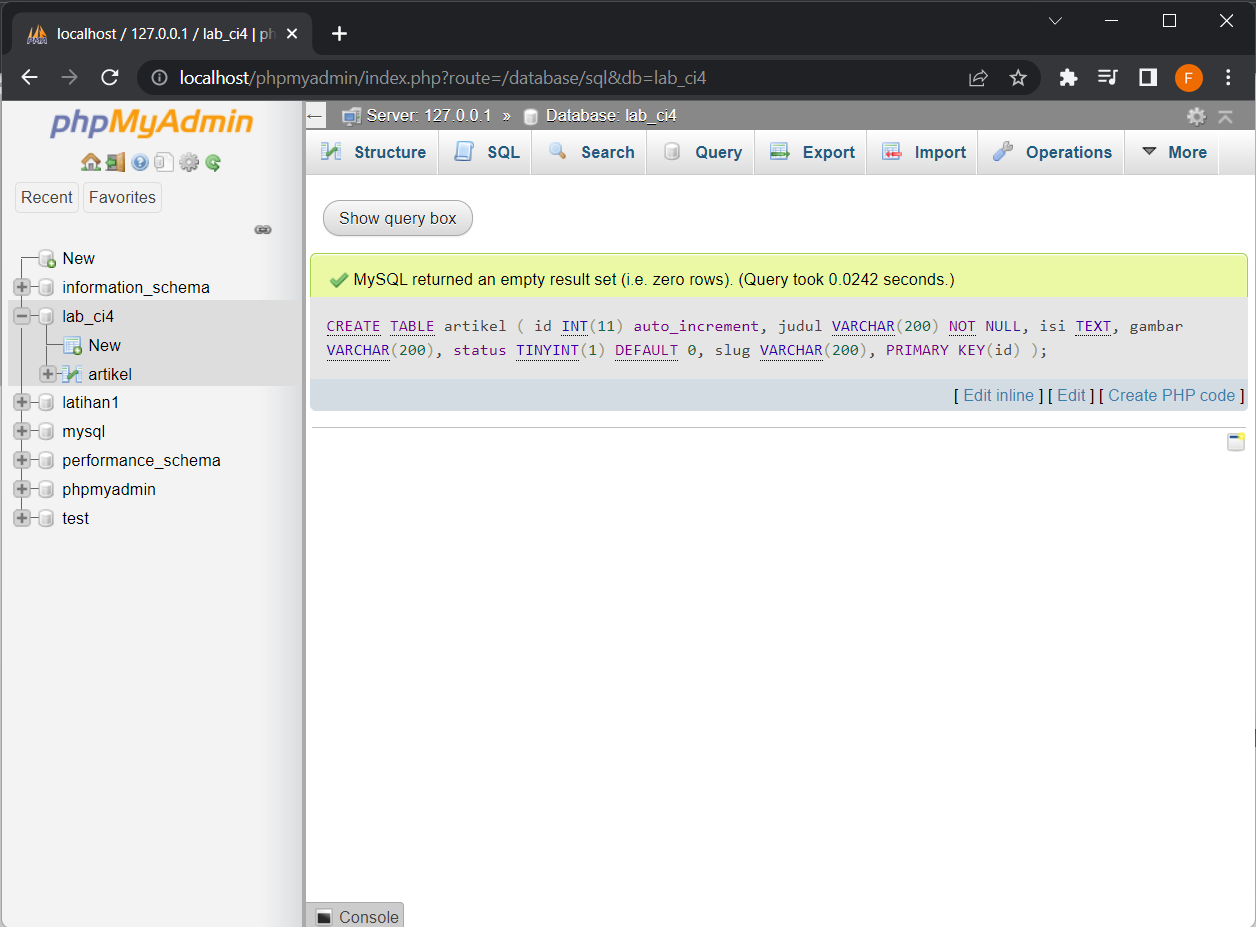 localhost / 127.0.0.1 / lab_ci4 | ph
localhost/phpmyadmin/index.php?route=/database/sql&db=lab_ci4
F
phpMyAdmin
Recent Favorites
New
information_schema
lab_ci4
New
artikel
latihan1
mysql
performance_schema
phpmyadmin
test
Server: 127.0.0.1 » Database: lab_ci4
Structure SQL Search Query Export Import Operations More
Show query box
MySQL returned an empty result set (i.e. zero rows). (Query took 0.0242 seconds.)
CREATE TABLE artikel ( id INT(11) auto_increment, judul VARCHAR(200) NOT NULL, isi TEXT, gambar
VARCHAR(200), status TINYINT(1) DEFAULT 0, slug VARCHAR(200), PRIMARY KEY(id) );
[ Edit inline ] [ Edit ] [ Create PHP code ]
Console